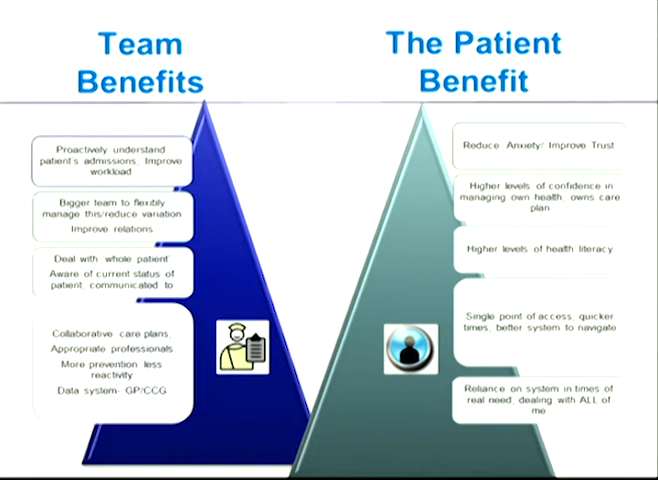 Team
Benefits
Proactively understand
patient's admissions, Improve
workload
Bigger team to flexibly
manage this/reduce variation
Improve relations
Deal with 'whole patient'
Aware of current status of
patient, communicated to
Collaborative care plans,
Appropriate professionals
More prevention less
reactivity
Data system- GP/CCG
The Patient
Benefit
Reduce Anxiety/ Improve Trust
Higher levels of confidence in
managing own health, owns care
plan
Higher levels of health literacy
Single point of access, quicker
times, better system to navigate
Reliance on system in times of
real need, dealing with ALL of
me